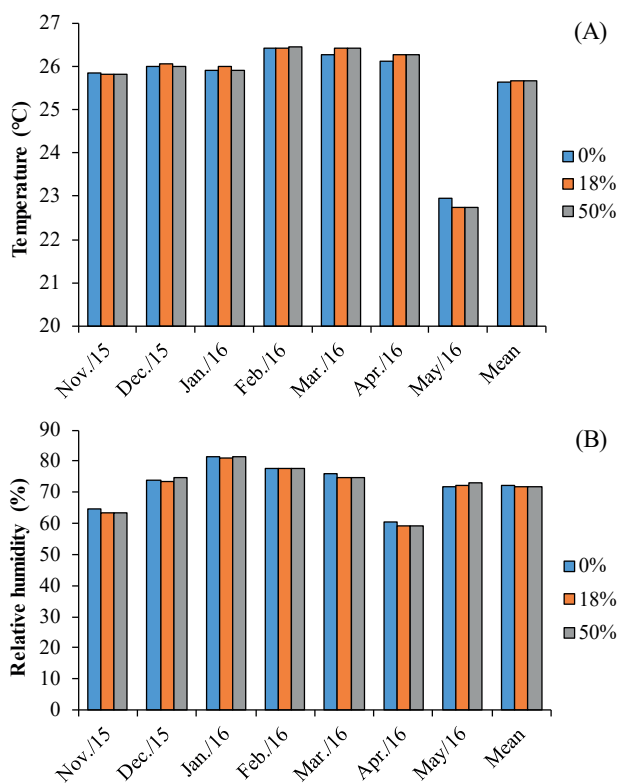 (A)
Temperature (°C)
27
26
25
24
23
22
21
20
0%
18%
50%
Nov./15
Dec./15
Jan./16
Feb./16
Mar./16
Apr./16
May/16
Mean
(B)
Relative humidity (%)
90
80
70
60
50
40
30
20
10
0
0%
18%
50%
Nov./15
Dec./15
Jan./16
Feb./16
Mar./16
Apr./16
May/16
Mean